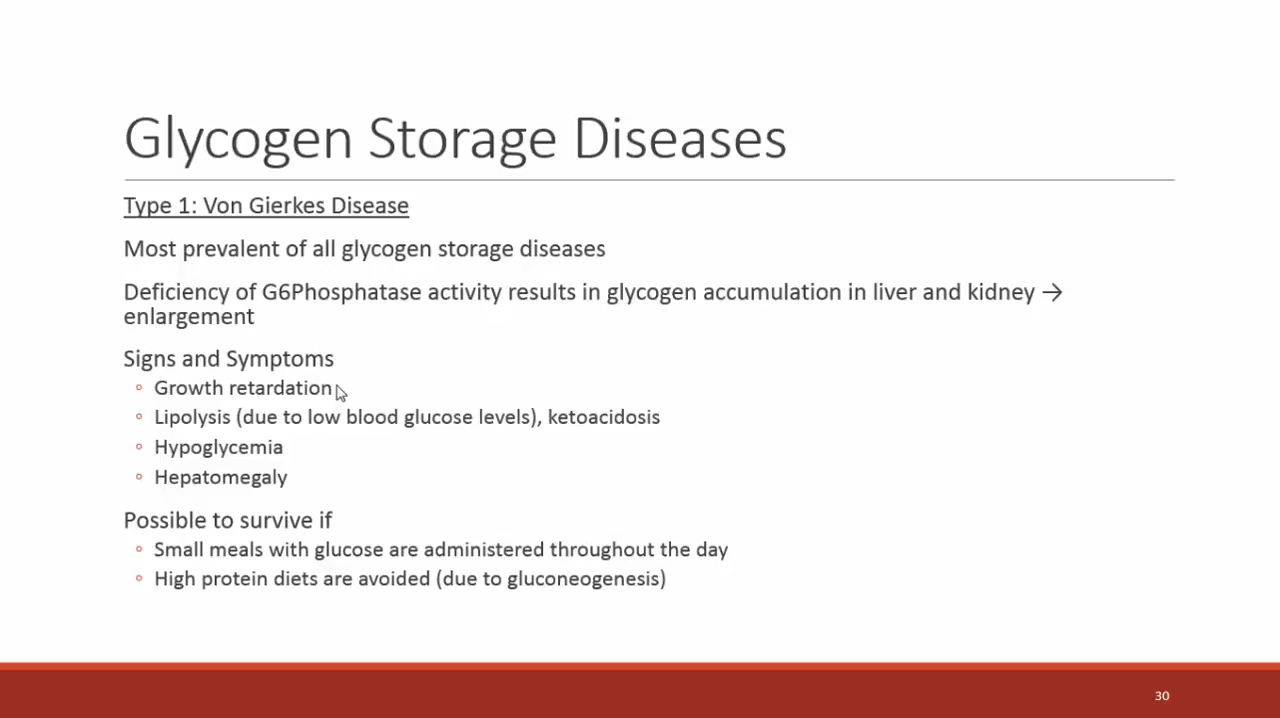 Glycogen Storage Diseases
Type 1: Von Gierkes Disease
Most prevalent of all glycogen storage diseases
Deficiency of G6Phosphatase activity results in glycogen accumulation in liver and kidney →
enlargement
Signs and Symptoms
◦ Growth retardation
◦ Lipolysis (due to low blood glucose levels), ketoacidosis
◦ Hypoglycemia
◦ Hepatomegaly
Possible to survive if
◦ Small meals with glucose are administered throughout the day
◦ High protein diets are avoided (due to gluconeogenesis)
30